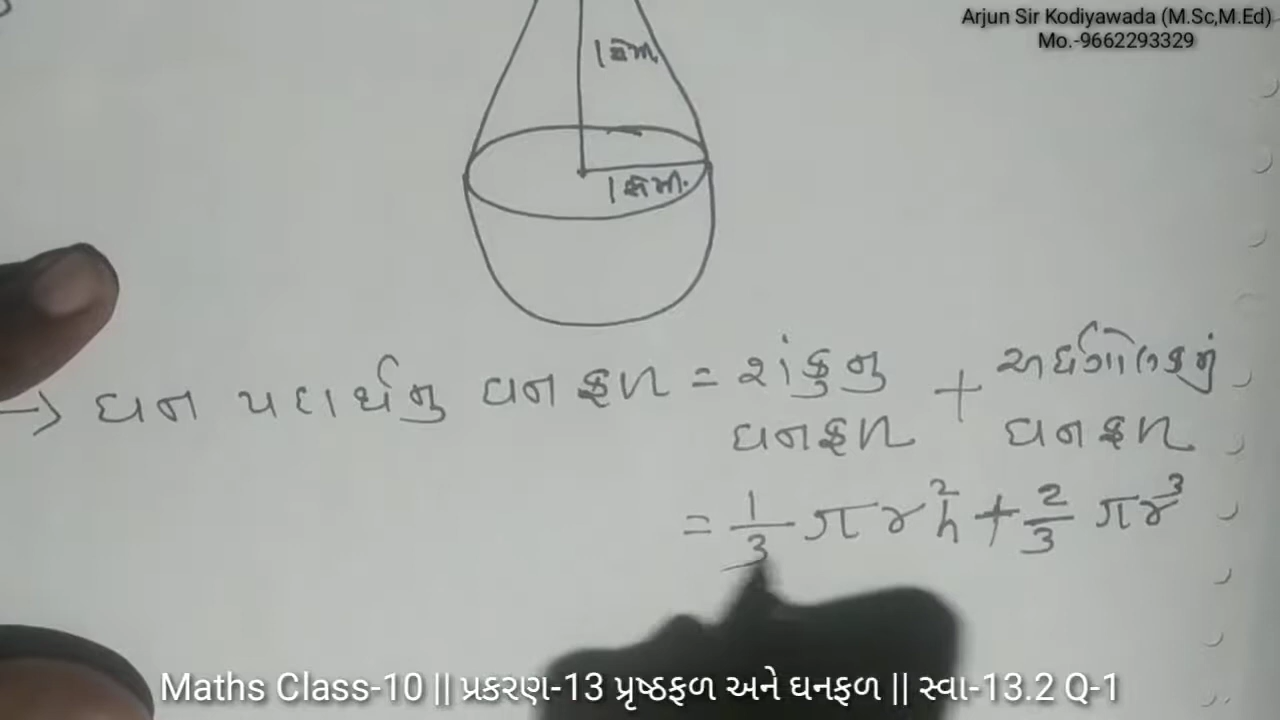 Arjun Sir Kodiyawada (M.Sc,M.Ed)
Mo.-9662293329
1 સેમી.
1 સેમી.
→ ઘન પદાર્થનુ ઘનફળ = શંકુનુ ઘનફળ + અર્ધગોલકનું ઘનફળ
= 1/3 πr²h + 2/3 πr³
Maths Class-10 || પ્રકરણ-13 પૃષ્ઠફળ અને ઘનફળ || સ્વા-13.2 Q-1